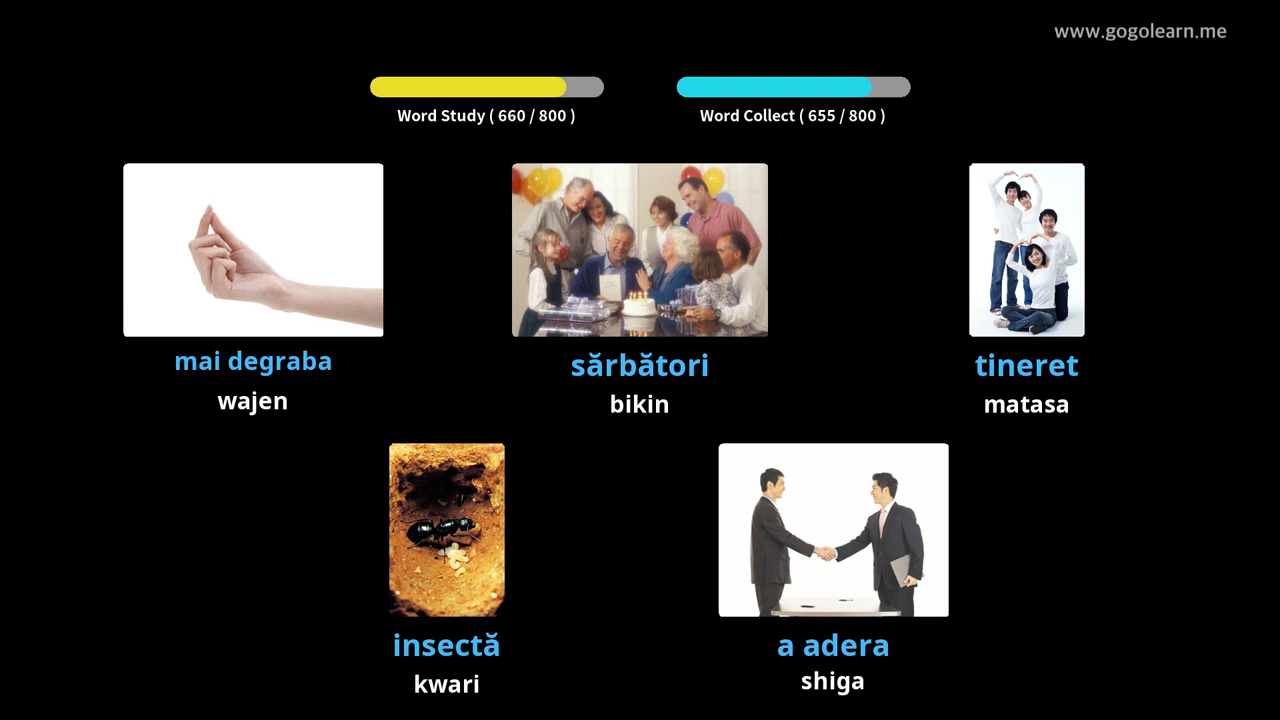 www.gogolearn.me
Word Study ( 660 / 800 )
Word Collect ( 655 / 800 )
mai degraba
wajen
sărbători
bikin
tineret
matasa
insectă
kwari
a adera
shiga